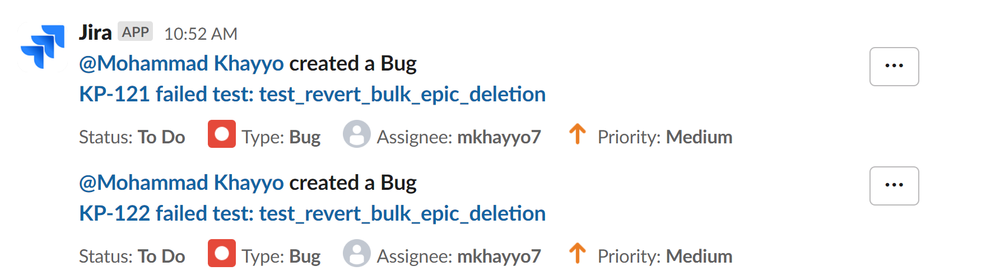 Jira APP 10:52 AM
@Mohammad Khayyo created a Bug
KP-121 failed test: test_revert_bulk_epic_deletion
Status: To Do Type: Bug Assignee: mkhayyo7 Priority: Medium
@Mohammad Khayyo created a Bug
KP-122 failed test: test_revert_bulk_epic_deletion
Status: To Do Type: Bug Assignee: mkhayyo7 Priority: Medium